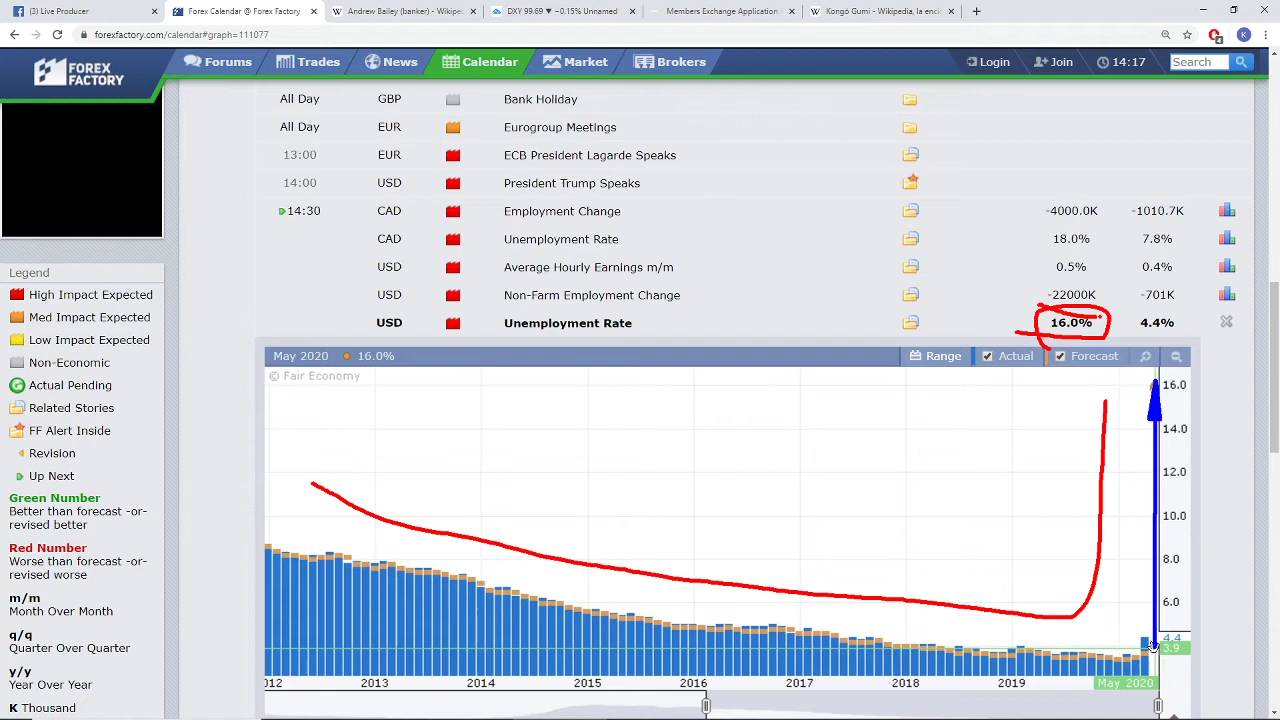 (3) Live Producer
Forex Calendar @ Forex Factory
Andrew Bailey (banker) - Wikipe
DXY 99.69 ▼ −0.15% Unnamed
Members Exchange Application
Kongō Gumi – Wikipedia, la enci
forexfactory.com/calendar#graph=111077
K
FOREX FACTORY
Forums
Trades
News
Calendar
Market
Brokers
Login
Join
14:17
Search
All Day GBP Bank Holiday
All Day EUR Eurogroup Meetings
13:00 EUR ECB President Lagarde Speaks
14:00 USD President Trump Speaks
14:30 CAD Employment Change -4000.0K -1010.7K
CAD Unemployment Rate 18.0% 7.8%
USD Average Hourly Earnings m/m 0.5% 0.4%
USD Non-Farm Employment Change -22000K -701K
USD Unemployment Rate 16.0% 4.4%
May 2020 16.0% Range Actual Forecast
© Fair Economy
16.0
14.0
12.0
10.0
8.0
6.0
4.4
3.9
012 2013 2014 2015 2016 2017 2018 2019 May 2020
Legend
High Impact Expected
Med Impact Expected
Low Impact Expected
Non-Economic
Actual Pending
Related Stories
FF Alert Inside
Revision
Up Next
Green Number
Better than forecast -or-
revised better
Red Number
Worse than forecast -or-
revised worse
m/m
Month Over Month
q/q
Quarter Over Quarter
y/y
Year Over Year
K Thousand